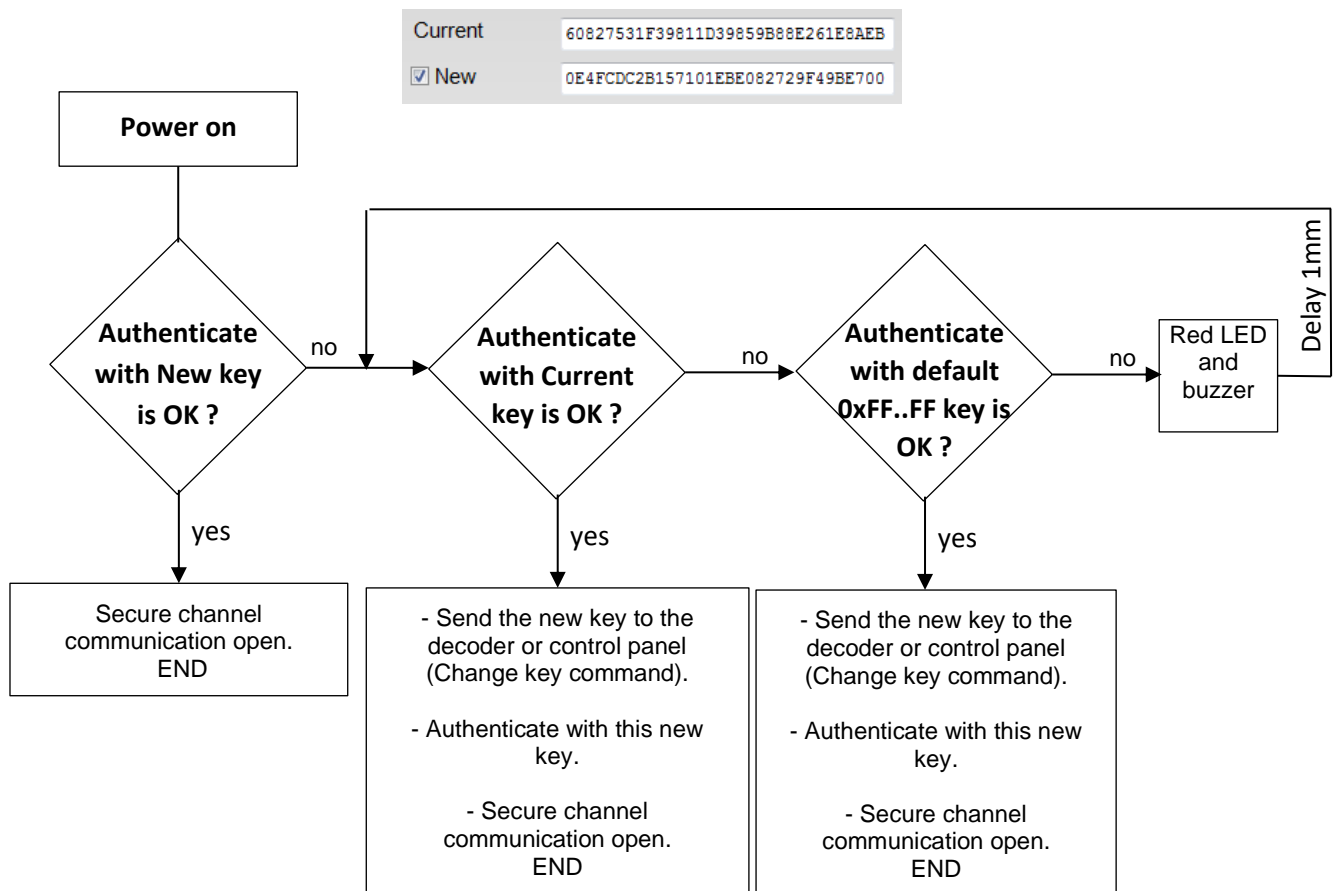 Current
60827531F39811D39859B88E261E8AEB
New
0E4FCDC2B157101EBE082729F49BE700
Power on
Delay 1mm
Authenticate
with New key
is OK ?
no
Authenticate
with Current
key is OK ?
no
Authenticate
with default
0xFF..FF key is
OK ?
no
Red LED
and
buzzer
yes
yes
yes
Secure channel
communication open.
END
- Send the new key to the
decoder or control panel
(Change key command).
- Authenticate with this new
key.
- Secure channel
communication open.
END
- Send the new key to the
decoder or control panel
(Change key command).
- Authenticate with this new
key.
- Secure channel
communication open.
END